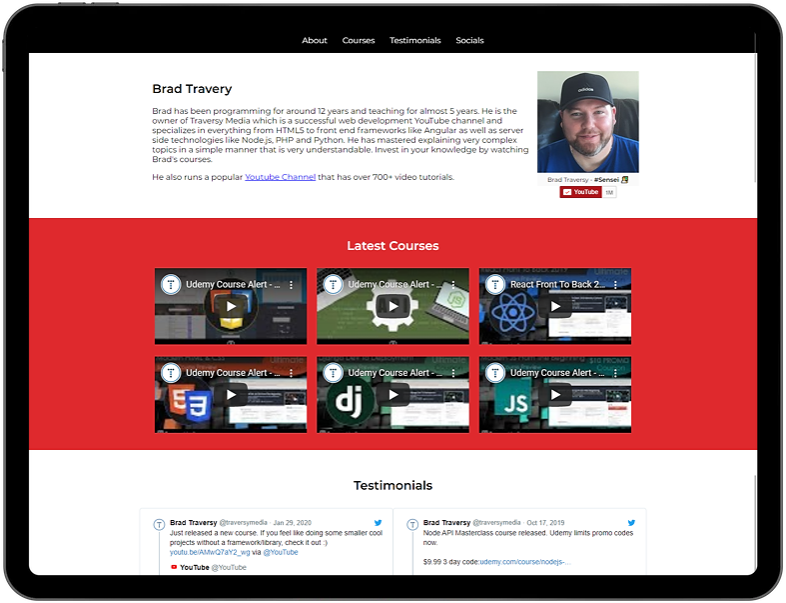 About Courses Testimonials Socials
Brad Travery
Brad has been programming for around 12 years and teaching for almost 5 years. He is the
owner of Traversy Media which is a successful web development YouTube channel and
specializes in everything from HTML5 to front end frameworks like Angular as well as server
side technologies like Node.js, PHP and Python. He has mastered explaining very complex
topics in a simple manner that is very understandable. Invest in your knowledge by watching
Brad's courses.
He also runs a popular Youtube Channel that has over 700+ video tutorials.
Brad Traversy - #Sensei
YouTube 1M
Latest Courses
Udemy Course Alert - ...
Udemy Course Alert - ...
React Front To Back 2...
Udemy Course Alert - ...
Udemy Course Alert - ...
Udemy Course Alert - ...
dj
JS
Testimonials
Brad Traversy @traversymedia · Jan 29, 2020
Just released a new course. If you feel like doing some smaller cool
projects without a framework/library, check it out :)
youtu.be/AMwQ7aY2_wg via @YouTube
YouTube @YouTube
Brad Traversy @traversymedia · Oct 17, 2019
Node API Masterclass course released. Udemy limits promo codes
now.
$9.99 3 day code:udemy.com/course/nodejs-...